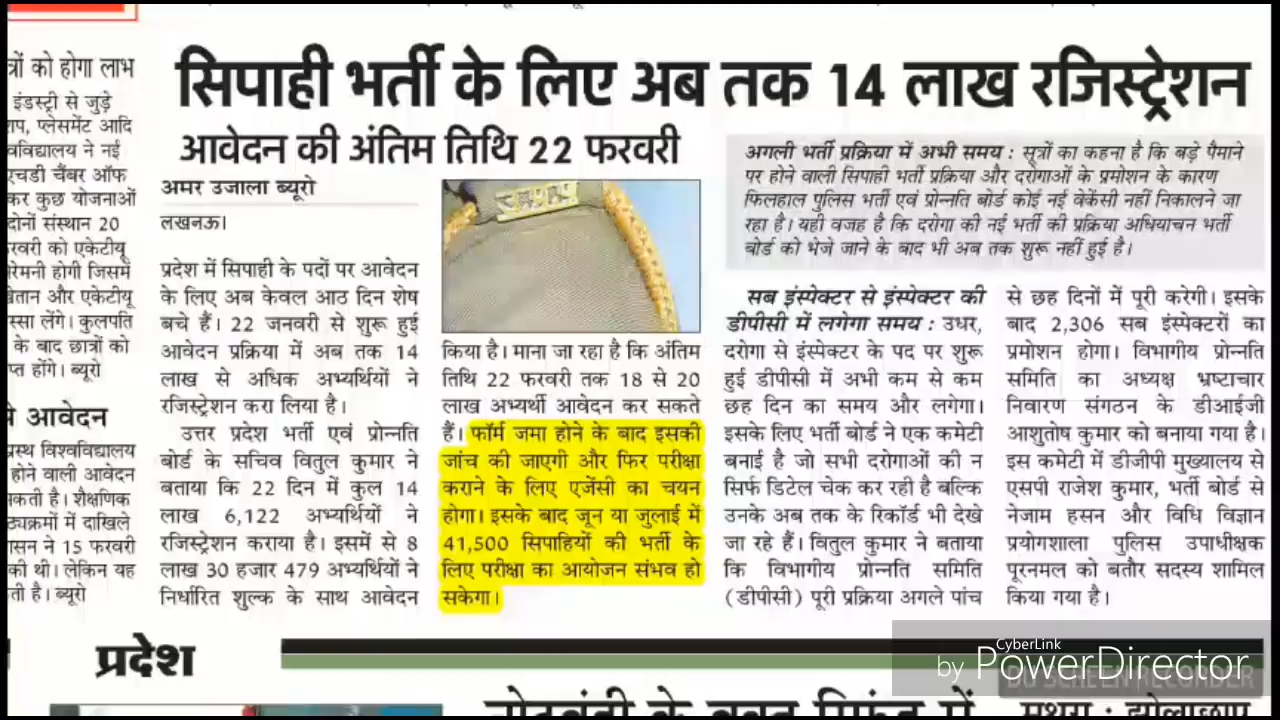 त्रों को होगा लाभ
इंडस्ट्री से जुड़े
प्लेसमेंट आदि
ने नई
चैंबर ऑफ
कर कुछ योजनाओं
दोनों संस्थान 20
को एकेटीयू
होगी जिसमें
और एकेटीयू
लेंगे। कुलपति
के बाद छात्रों को
होंगे। ब्यूरो
आवेदन
विश्वविद्यालय
होने वाली आवेदन
सकती है। शैक्षणिक
में दाखिले
ने 15 फरवरी
की थी। लेकिन यह
ती है। ब्यूरो
सिपाही भर्ती के लिए अब तक 14 लाख रजिस्ट्रेशन
आवेदन की अंतिम तिथि 22 फरवरी
अमर उजाला ब्यूरो
लखनऊ।
प्रदेश में सिपाही के पदों पर आवेदन
के लिए अब केवल आठ दिन शेष
बचे हैं। 22 जनवरी से शुरू हुई
आवेदन प्रक्रिया में अब तक 14
लाख से अधिक अभ्यर्थियों ने
रजिस्ट्रेशन करा लिया है।
उत्तर प्रदेश भर्ती एवं प्रोन्नति
बोर्ड के सचिव वितुल कुमार ने
बताया कि 22 दिन में कुल 14
लाख 6,122 अभ्यर्थियों ने
रजिस्ट्रेशन कराया है। इसमें से 8
लाख 30 हजार 479 अभ्यर्थियों ने
निर्धारित शुल्क के साथ आवेदन
किया है। माना जा रहा है कि अंतिम
तिथि 22 फरवरी तक 18 से 20
लाख अभ्यर्थी आवेदन कर सकते
हैं। फॉर्म जमा होने के बाद इसकी
जांच की जाएगी और फिर परीक्षा
कराने के लिए एजेंसी का चयन
होगा। इसके बाद जून या जुलाई में
41,500 सिपाहियों की भर्ती के
लिए परीक्षा का आयोजन संभव हो
सकेगा।
अगली भर्ती प्रक्रिया में अभी समय : सूत्रों का कहना है कि बड़े पैमाने
पर होने वाली सिपाही भर्ती प्रक्रिया और दरोगाओं के प्रमोशन के कारण
फिलहाल पुलिस भर्ती एवं प्रोन्नति बोर्ड कोई नई वेकेंसी नहीं निकालने जा
रहा है। यही वजह है कि दरोगा की नई भर्ती की प्रक्रिया अधियाचन भर्ती
बोर्ड को भेजे जाने के बाद भी अब तक शुरू नहीं हुई है।
सब इंस्पेक्टर से इंस्पेक्टर की
डीपीसी में लगेगा समय : उधर,
दरोगा से इंस्पेक्टर के पद पर शुरू
हुई डीपीसी में अभी कम से कम
छह दिन का समय और लगेगा।
इसके लिए भर्ती बोर्ड ने एक कमेटी
बनाई है जो सभी दरोगाओं की न
सिर्फ डिटेल चेक कर रही है बल्कि
उनके अब तक के रिकॉर्ड भी देखे
जा रहे हैं। वितुल कुमार ने बताया
कि विभागीय प्रोन्नति समिति
(डीपीसी) पूरी प्रक्रिया अगले पांच
से छह दिनों में पूरी करेगी। इसके
बाद 2,306 सब इंस्पेक्टरों का
प्रमोशन होगा। विभागीय प्रोन्नति
समिति का अध्यक्ष भ्रष्टाचार
निवारण संगठन के डीआईजी
आशुतोष कुमार को बनाया गया है।
इस कमेटी में डीजीपी मुख्यालय से
एसपी राजेश कुमार, भर्ती बोर्ड से
नेजाम हसन और विधि विज्ञान
प्रयोगशाला पुलिस उपाधीक्षक
पूरनमल को बतौर सदस्य शामिल
किया गया है।
प्रदेश
CyberLink
by PowerDirector
DU SCREEN RECORDER